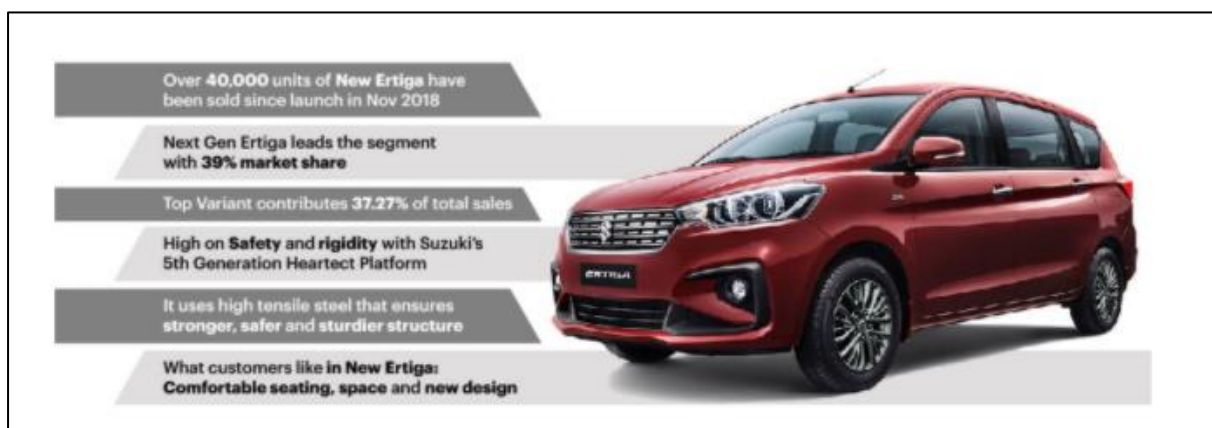 Over 40,000 units of New Ertiga have
been sold since launch in Nov 2018
Next Gen Ertiga leads the segment
with 39% market share
Top Variant contributes 37.27% of total sales
High on Safety and rigidity with Suzuki's
5th Generation Heartect Platform
It uses high tensile steel that ensures
stronger, safer and sturdier structure
What customers like in New Ertiga:
Comfortable seating, space and new design
ERTIGA